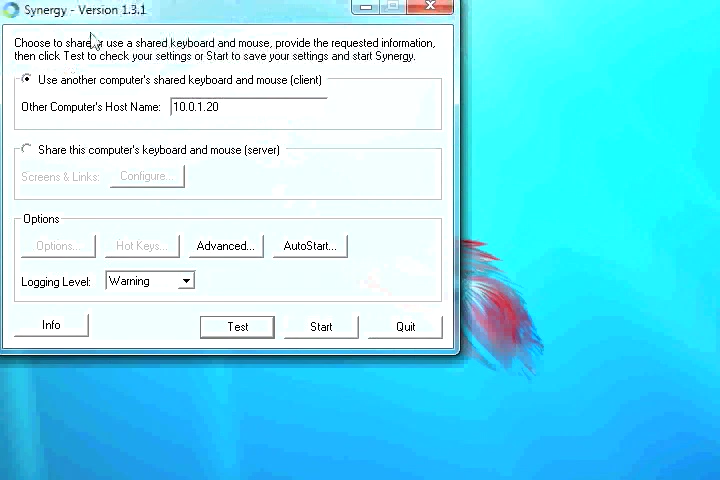 Synergy - Version 1.3.1
Choose to share or use a shared keyboard and mouse, provide the requested information,
then click Test to check your settings or Start to save your settings and start Synergy.
Use another computer's shared keyboard and mouse (client)
Other Computer's Host Name: 10.0.1.20
Share this computer's keyboard and mouse (server)
Screens & Links: Configure...
Options
Options... Hot Keys... Advanced... AutoStart...
Logging Level: Warning
Info Test Start Quit